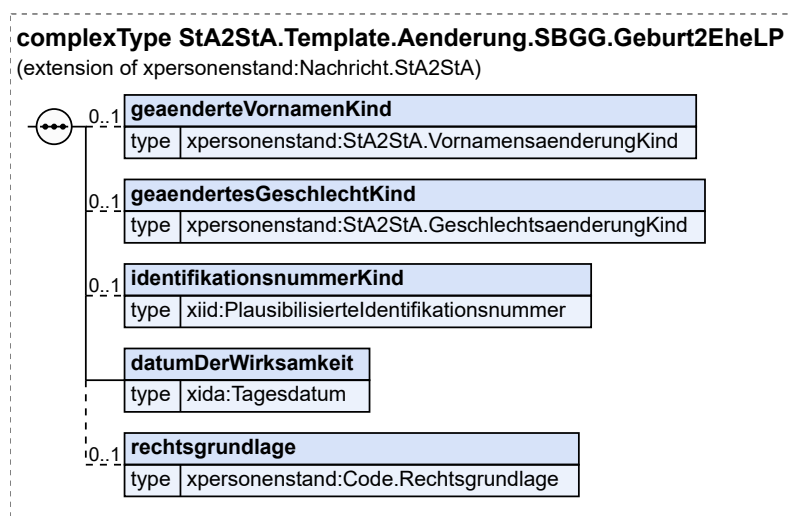 complexType StA2StA.Template.Aenderung.SBGG.Geburt2EheLP
(extension of xpersonenstand:Nachricht.StA2StA)
0..1 geaenderteVornamenKind
type xpersonenstand:StA2StA.VornamensaenderungKind
0..1 geaendertesGeschlechtKind
type xpersonenstand:StA2StA.GeschlechtsaenderungKind
0..1 identifikationsnummerKind
type xiid:PlausibilisierteIdentifikationsnummer
datumDerWirksamkeit
type xida:Tagesdatum
0..1 rechtsgrundlage
type xpersonenstand:Code.Rechtsgrundlage